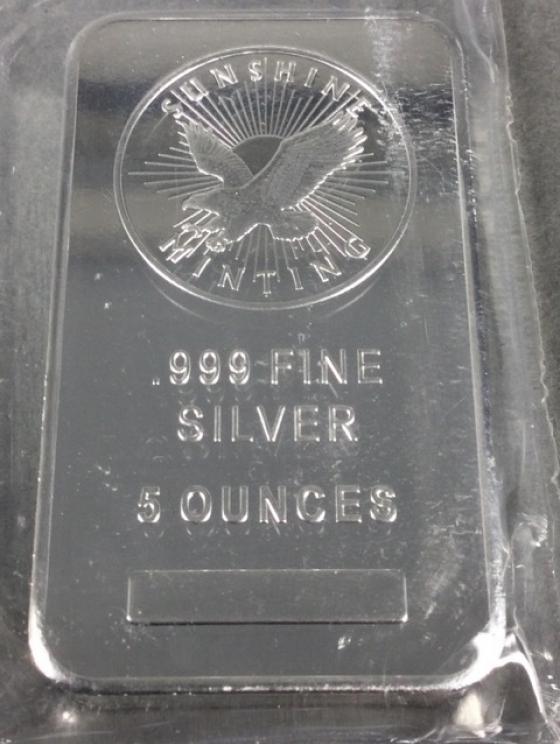 SUNSHINE
MINTING
.999 FINE
SILVER
5 OUNCES